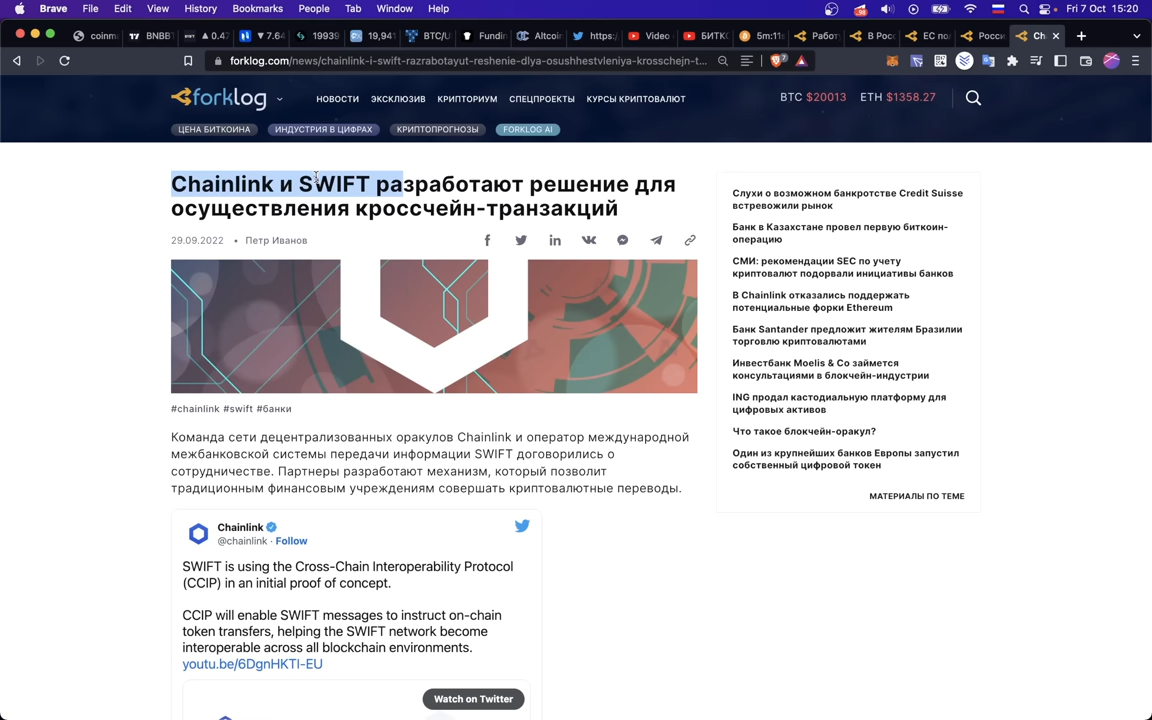 Brave File Edit View History Bookmarks People Tab Window Help
98
Fri 7 Oct 15:20
coinm BNBB 0.47 7.64 19939 19,941 BTC/U Fundin Altcoin https: Video БИТКО 5m:11s Рабо В Росс ЕС по Росси Ch
forklog.com/news/chainlink-i-swift-razrabotayut-reshenie-dlya-osushhestvleniya-krosschejn-t...
7
forklog
НОВОСТИ ЭКСКЛЮЗИВ КРИПТОРИУМ СПЕЦПРОЕКТЫ КУРСЫ КРИПТОВАЛЮТ
BTC $20013 ETH $1358.27
ЦЕНА БИТКОИНА ИНДУСТРИЯ В ЦИФРАХ КРИПТОПРОГНОЗЫ FORKLOG AI
Chainlink и SWIFT разработают решение для
осуществления кроссчейн-транзакций
29.09.2022 • Петр Иванов
#chainlink #swift #банки
Команда сети децентрализованных оракулов Chainlink и оператор международной
межбанковской системы передачи информации SWIFT договорились о
сотрудничестве. Партнеры разработают механизм, который позволит
традиционным финансовым учреждениям совершать криптовалютные переводы.
Chainlink
@chainlink · Follow
SWIFT is using the Cross-Chain Interoperability Protocol
(CCIP) in an initial proof of concept.
CCIP will enable SWIFT messages to instruct on-chain
token transfers, helping the SWIFT network become
interoperable across all blockchain environments.
youtu.be/6DgnHKTI-EU
Watch on Twitter
Слухи о возможном банкротстве Credit Suisse
встревожили рынок
Банк в Казахстане провел первую биткоин-
операцию
СМИ: рекомендации SEC по учету
криптовалют подорвали инициативы банков
В Chainlink отказались поддержать
потенциальные форки Ethereum
Банк Santander предложит жителям Бразилии
торговлю криптовалютами
Инвестбанк Moelis & Co займется
консультациями в блокчейн-индустрии
ING продал кастодиальную платформу для
цифровых активов
Что такое блокчейн-оракул?
Один из крупнейших банков Европы запустил
собственный цифровой токен
МАТЕРИАЛЫ ПО ТЕМЕ